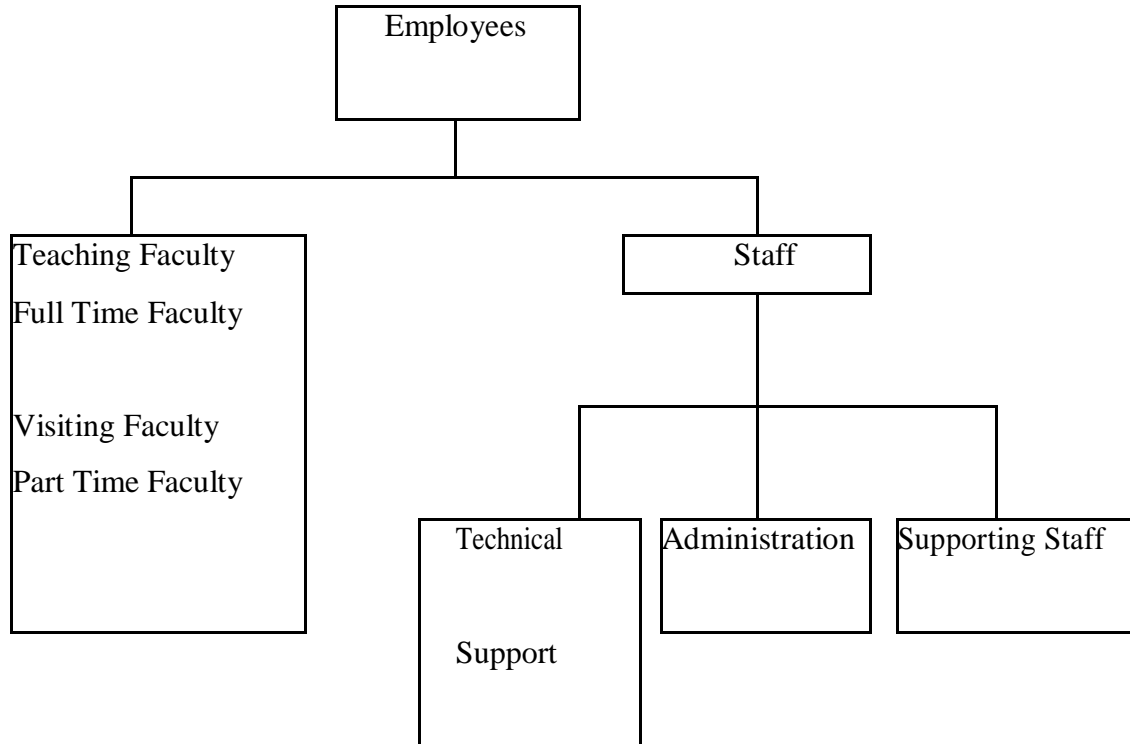 Employees
Teaching Faculty
Full Time Faculty
Visiting Faculty
Part Time Faculty
Staff
Technical
Support
Administration
Supporting Staff